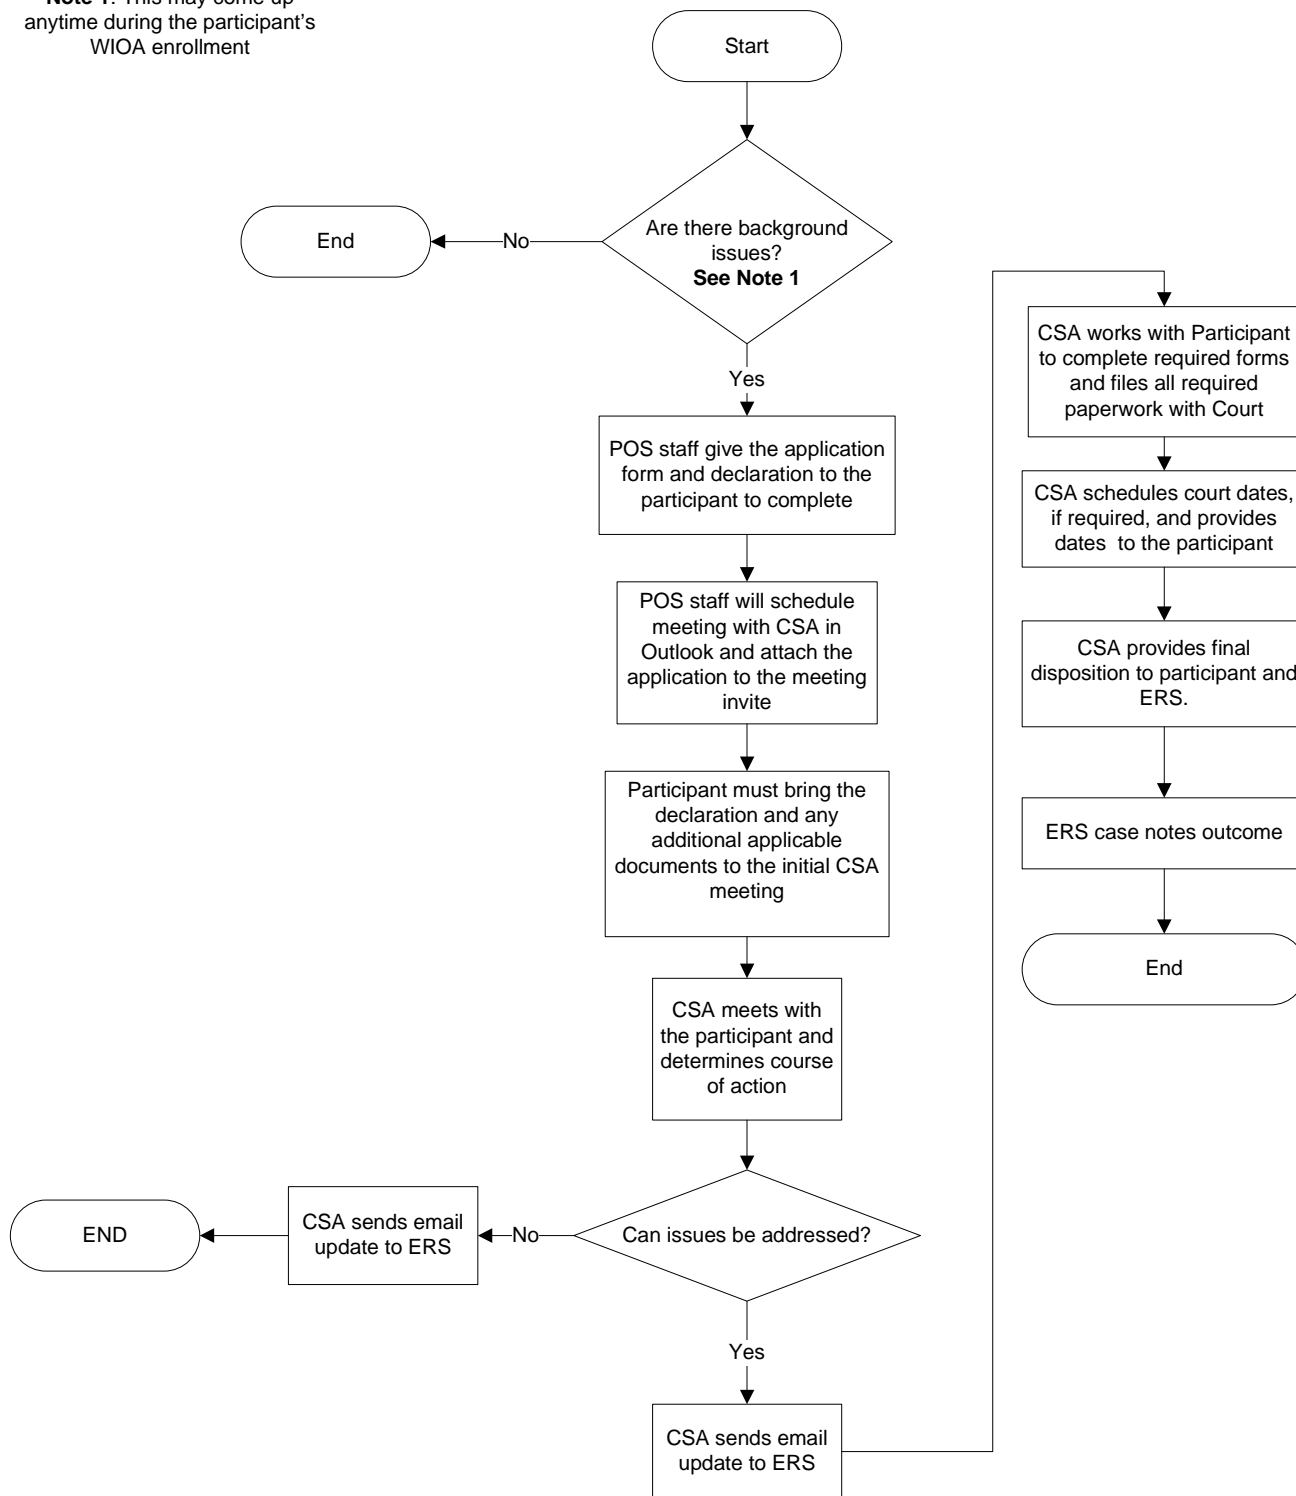 Note 1: This may come up
anytime during the participant's
WIOA enrollment
Start
Are there background
issues?
See Note 1
No
End
Yes
POS staff give the application
form and declaration to the
participant to complete
POS staff will schedule
meeting with CSA in
Outlook and attach the
application to the meeting
invite
Participant must bring the
declaration and any
additional applicable
documents to the initial CSA
meeting
CSA meets with
the participant and
determines course
of action
Can issues be addressed?
No
CSA sends email
update to ERS
END
Yes
CSA sends email
update to ERS
CSA works with Participant
to complete required forms
and files all required
paperwork with Court
CSA schedules court dates,
if required, and provides
dates to the participant
CSA provides final
disposition to participant and
ERS.
ERS case notes outcome
End